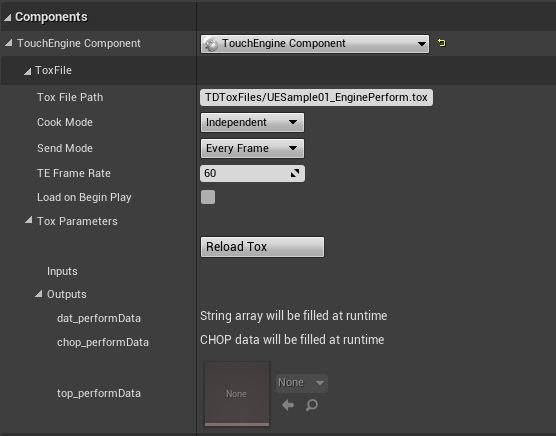 Components
TouchEngine Component TouchEngine Component
ToxFile
Tox File Path TDToxFiles/UESample01_EnginePerform.tox
Cook Mode Independent
Send Mode Every Frame
TE Frame Rate 60
Load on Begin Play
Tox Parameters
Reload Tox
Inputs
Outputs
dat_performData String array will be filled at runtime
chop_performData CHOP data will be filled at runtime
top_performData None None